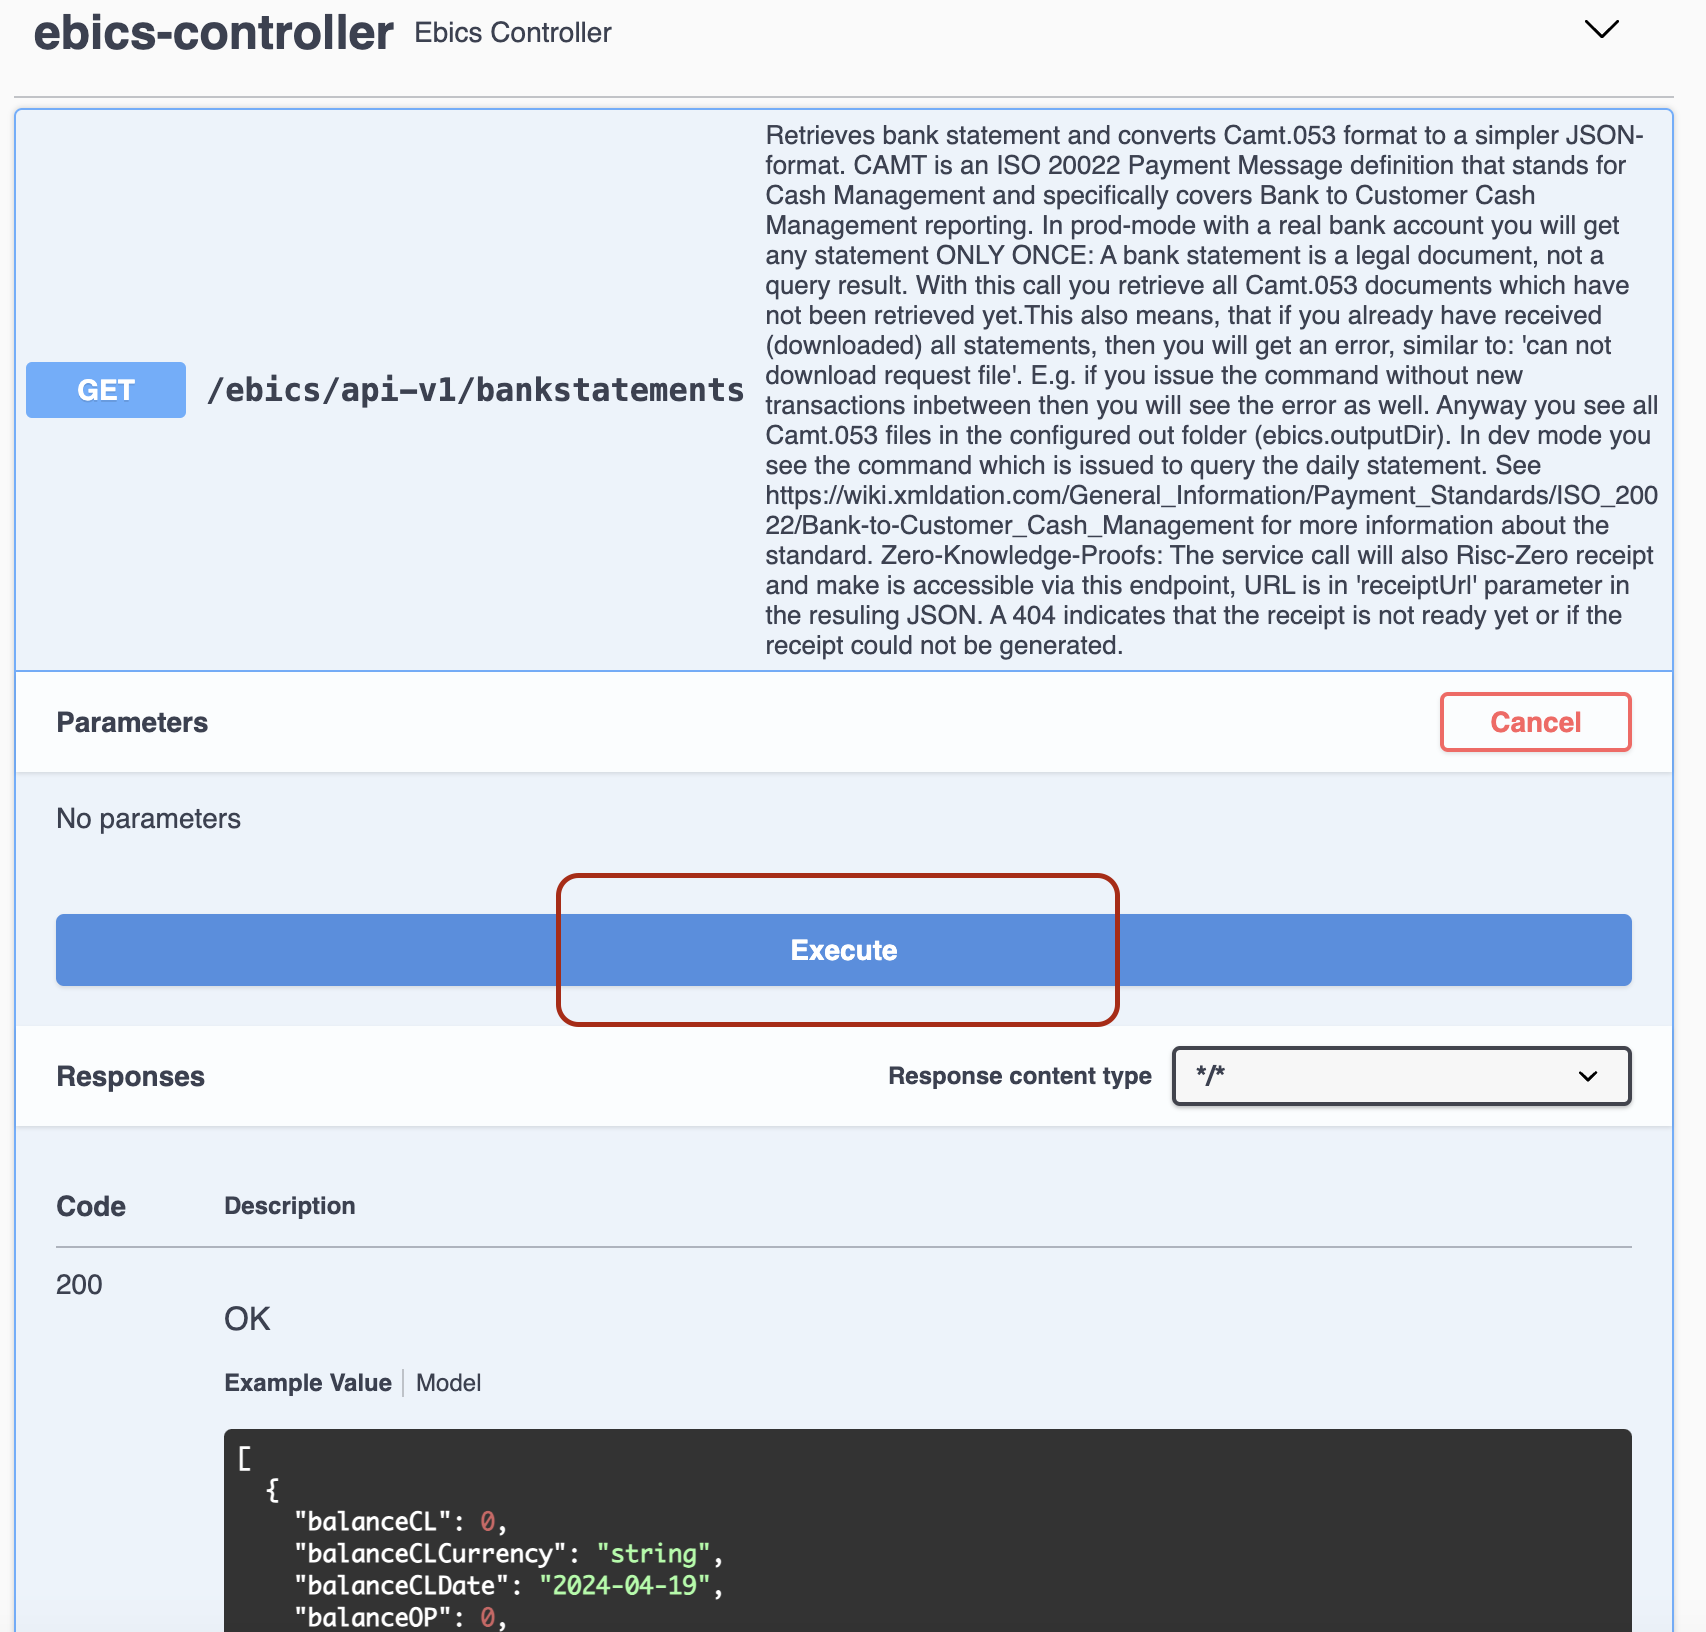 ebics-controller Ebics Controller
GET /ebics/api-v1/bankstatements
Retrieves bank statement and converts Camt.053 format to a simpler JSON-
format. CAMT is an ISO 20022 Payment Message definition that stands for
Cash Management and specifically covers Bank to Customer Cash
Management reporting. In prod-mode with a real bank account you will get
any statement ONLY ONCE: A bank statement is a legal document, not a
query result. With this call you retrieve all Camt.053 documents which have
not been retrieved yet.This also means, that if you already have received
(downloaded) all statements, then you will get an error, similar to: 'can not
download request file'. E.g. if you issue the command without new
transactions inbetween then you will see the error as well. Anyway you see all
Camt.053 files in the configured out folder (ebics.outputDir). In dev mode you
see the command which is issued to query the daily statement. See
https://wiki.xmldation.com/General_Information/Payment_Standards/ISO_200
22/Bank-to-Customer_Cash_Management for more information about the
standard. Zero-Knowledge-Proofs: The service call will also Risc-Zero receipt
and make is accessible via this endpoint, URL is in 'receiptUrl' parameter in
the resuling JSON. A 404 indicates that the receipt is not ready yet or if the
receipt could not be generated.
Parameters
Cancel
No parameters
Execute
Responses
Response content type */*
Code Description
200
OK
Example Value Model
[
{
"balanceCL": 0,
"balanceCLCurrency": "string",
"balanceCLDate": "2024-04-19",
"balanceOP": 0,